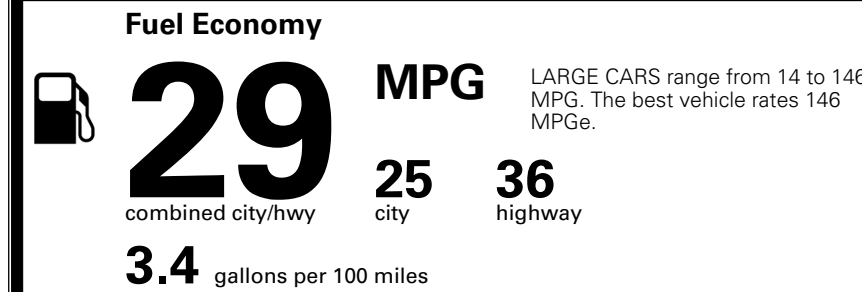 Fuel Economy
29 MPG
LARGE CARS range from 14 to 146
MPG. The best vehicle rates 146
MPGe.
25 36
combined city/hwy city highway
3.4 gallons per 100 miles